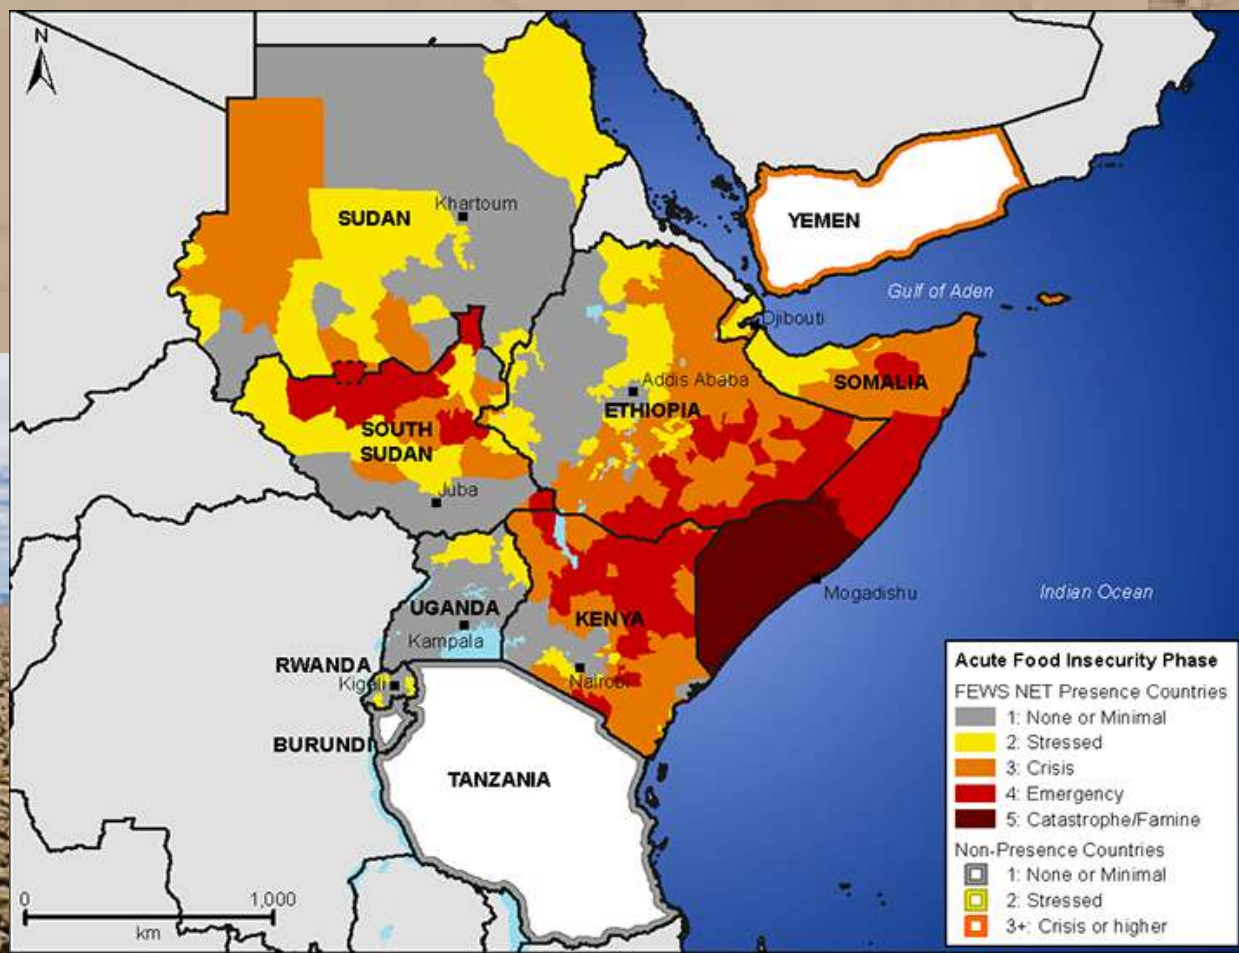 N
SUDAN
Khartoum
YEMEN
Gulf of Aden
Djibouti
Addis Ababa
SOMALIA
ETHIOPIA
SOUTH
SUDAN
Juba
Mogadishu
Indian Ocean
UGANDA
KENYA
Kampala
RWANDA
Kigali
Nairobi
BURUNDI
TANZANIA
0 1,000
km
Acute Food Insecurity Phase
FEWS NET Presence Countries
1: None or Minimal
2: Stressed
3: Crisis
4: Emergency
5: Catastrophe/Famine
Non-Presence Countries
1: None or Minimal
2: Stressed
3+: Crisis or higher